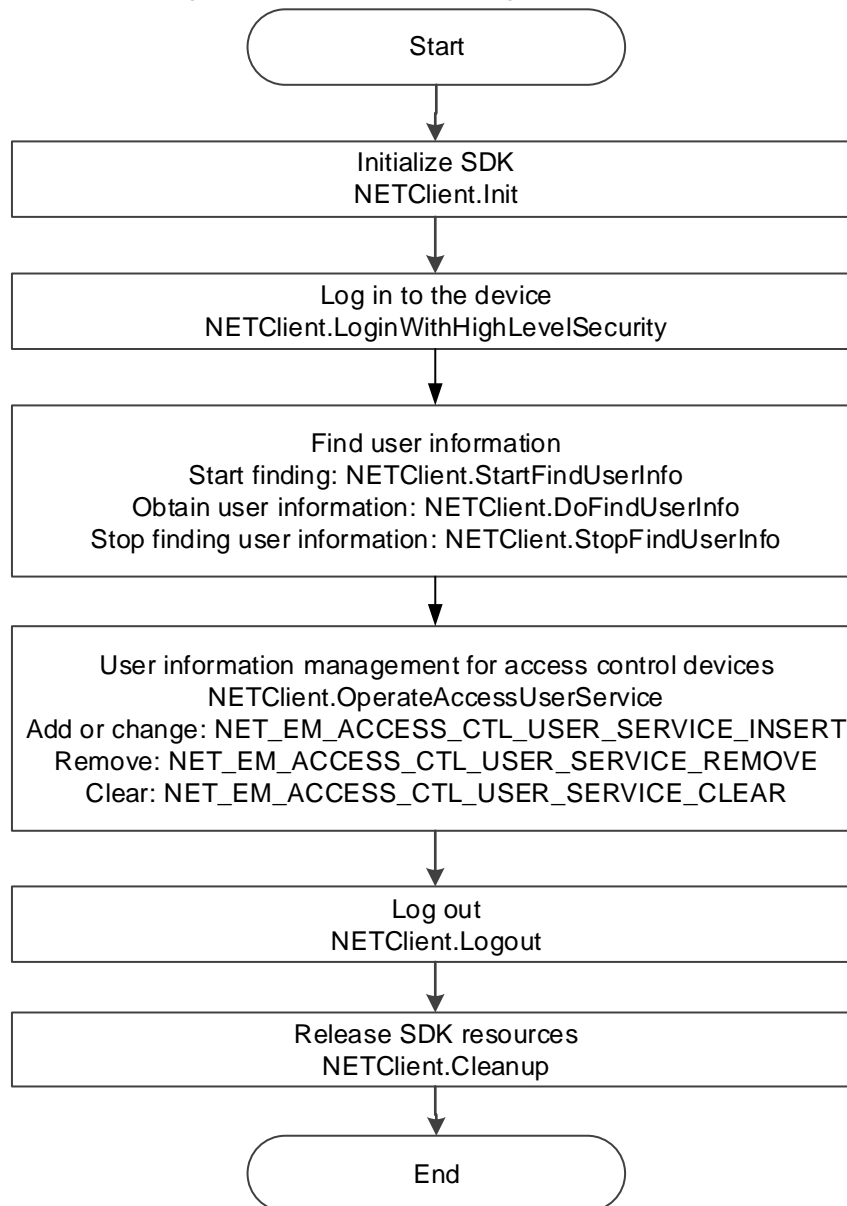 Start
Initialize SDK
NETClient.Init
Log in to the device
NETClient.LoginWithHighLevelSecurity
Find user information
Start finding: NETClient.StartFindUserInfo
Obtain user information: NETClient.DoFindUserInfo
Stop finding user information: NETClient.StopFindUserInfo
User information management for access control devices
NETClient.OperateAccessUserService
Add or change: NET_EM_ACCESS_CTL_USER_SERVICE_INSERT
Remove: NET_EM_ACCESS_CTL_USER_SERVICE_REMOVE
Clear: NET_EM_ACCESS_CTL_USER_SERVICE_CLEAR
Log out
NETClient.Logout
Release SDK resources
NETClient.Cleanup
End